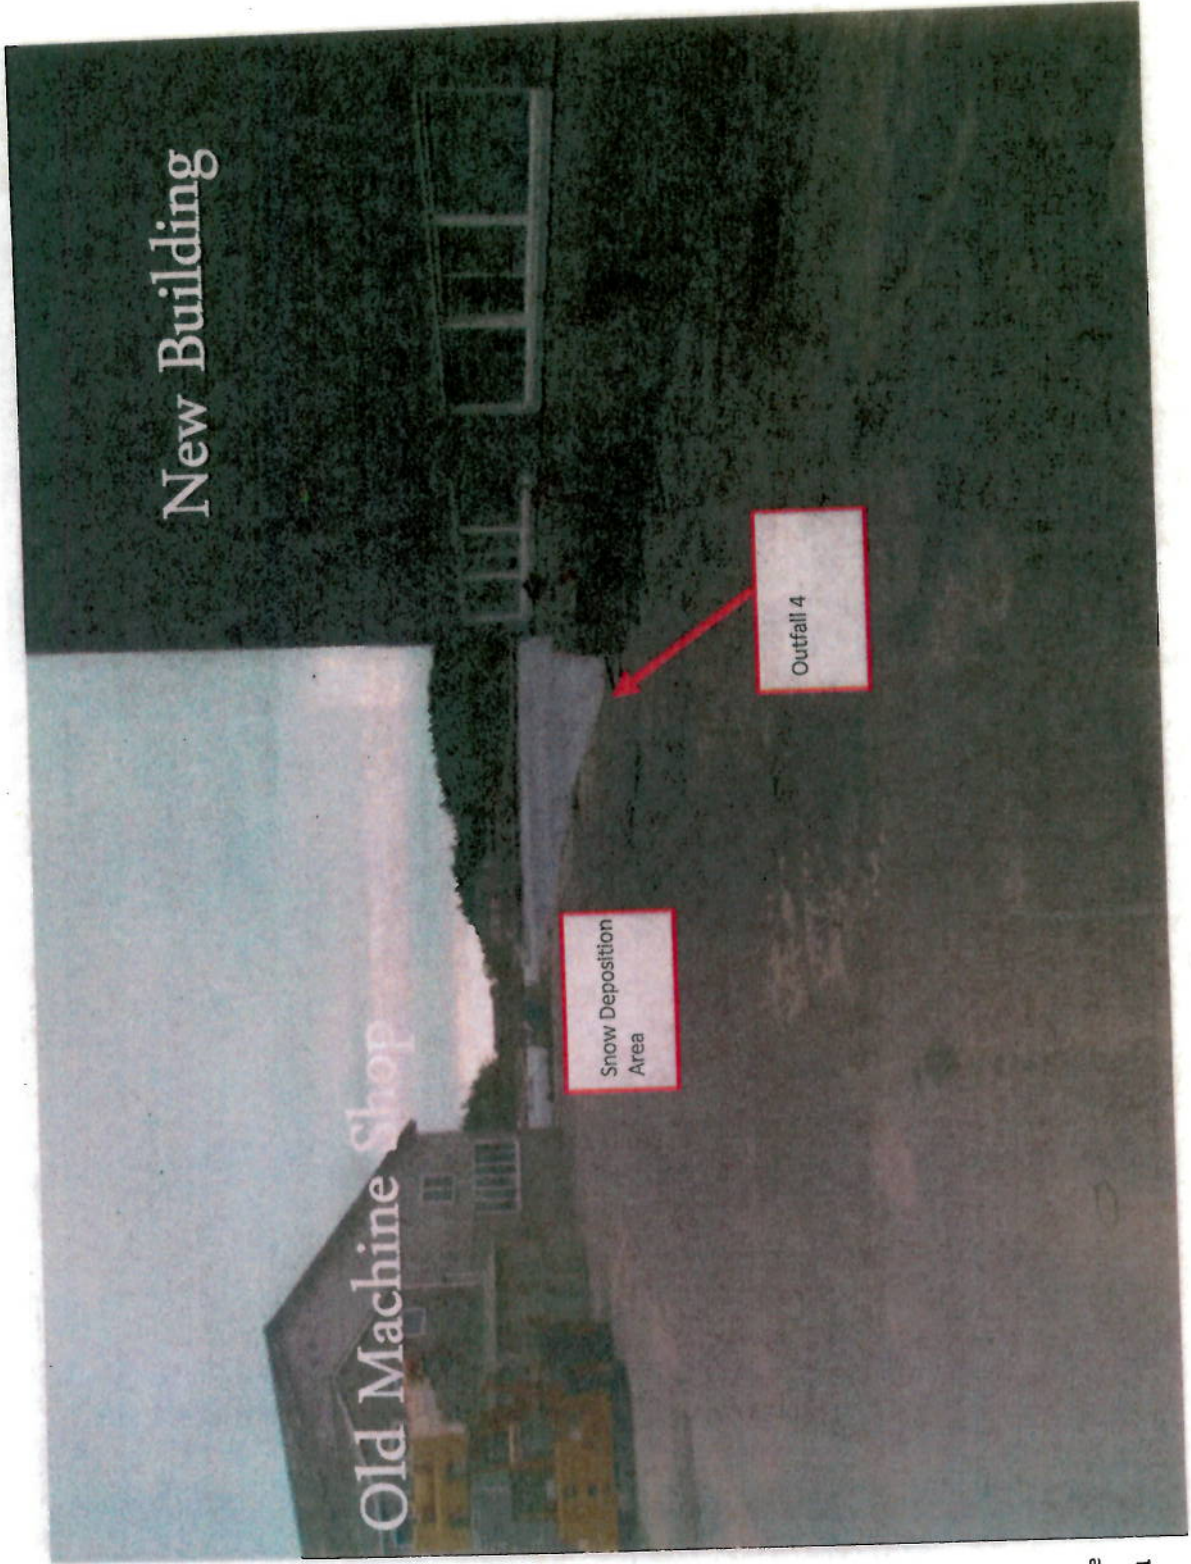 New Building
Old Machine Shop
Snow Deposition
Area
Outfall 4